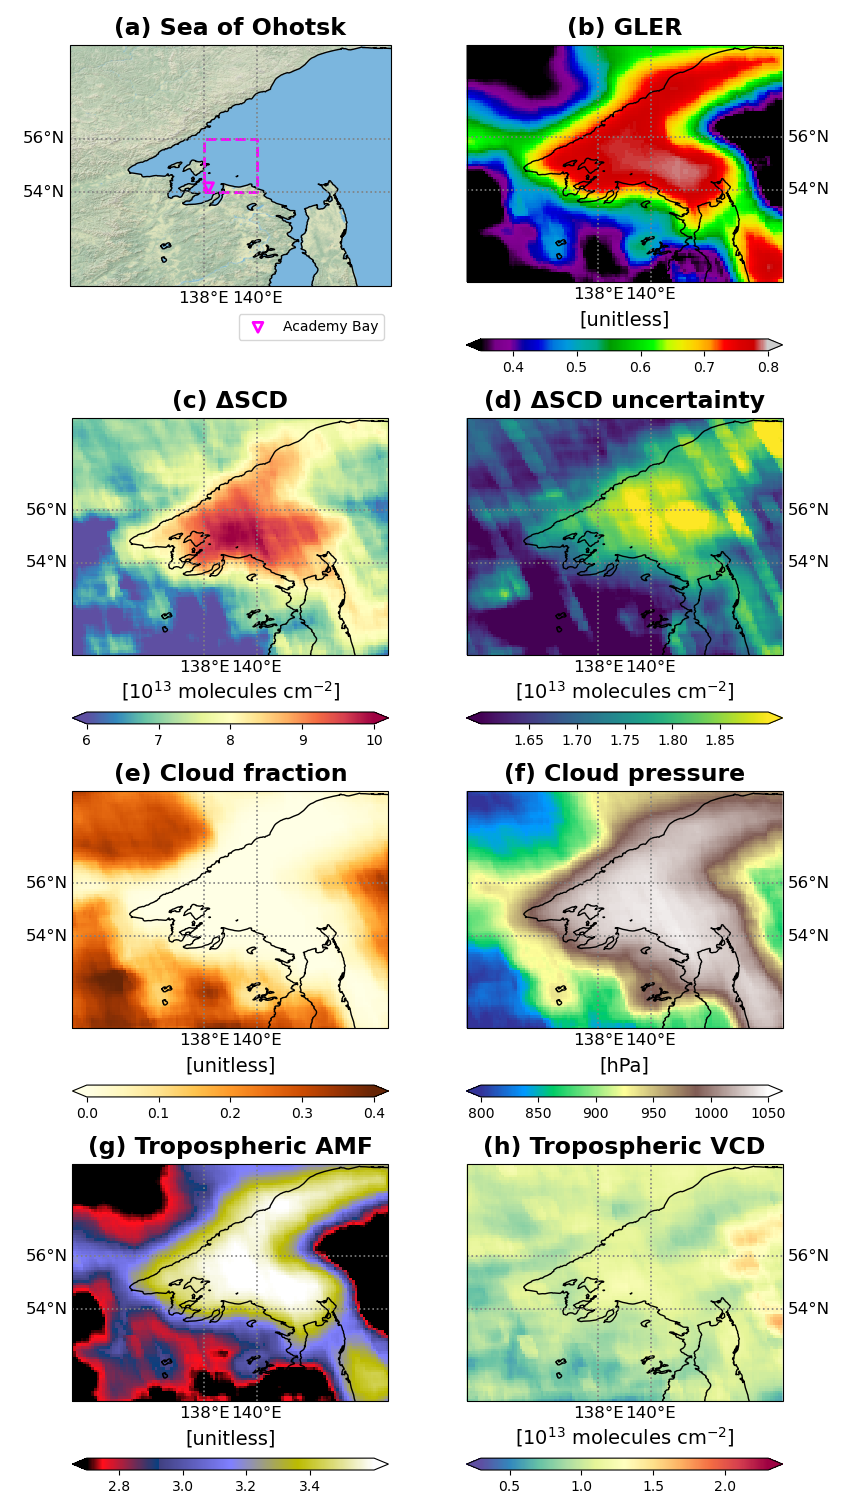 (a) Sea of Ohotsk
(b) GLER
56°N
54°N
56°N
54°N
138°E 140°E
138°E 140°E
Academy Bay
[unitless]
0.4 0.5 0.6 0.7 0.8
(c) ΔSCD
(d) ΔSCD uncertainty
56°N
54°N
56°N
54°N
138°E 140°E
138°E 140°E
[10¹³ molecules cm⁻²]
[10¹³ molecules cm⁻²]
6 7 8 9 10
1.65 1.70 1.75 1.80 1.85
(e) Cloud fraction
(f) Cloud pressure
56°N
54°N
56°N
54°N
138°E 140°E
138°E 140°E
[unitless]
[hPa]
0.0 0.1 0.2 0.3 0.4
800 850 900 950 1000 1050
(g) Tropospheric AMF
(h) Tropospheric VCD
56°N
54°N
56°N
54°N
138°E 140°E
138°E 140°E
[unitless]
[10¹³ molecules cm⁻²]
2.8 3.0 3.2 3.4
0.5 1.0 1.5 2.0